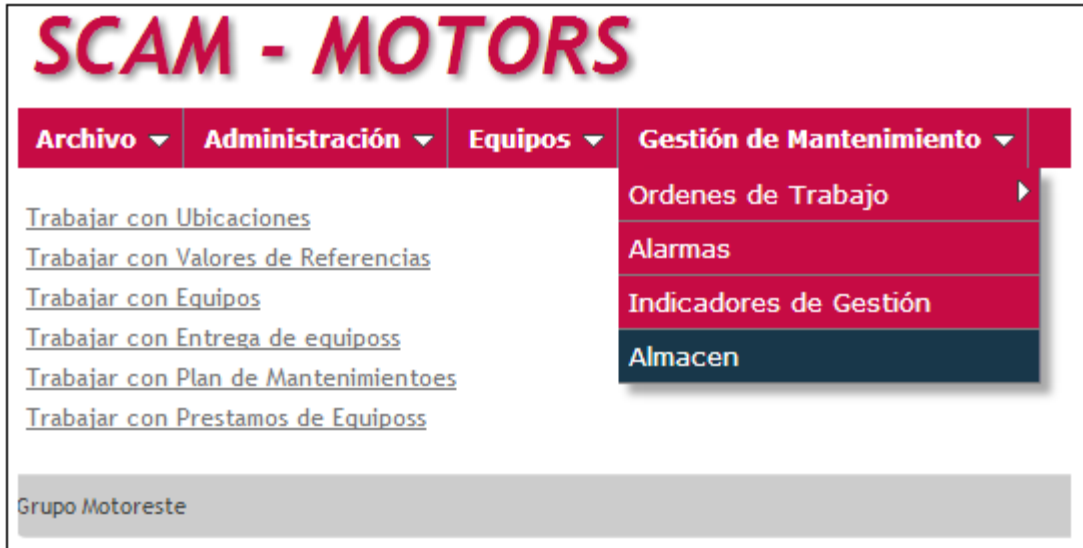 SCAM - MOTORS
Archivo Administración Equipos Gestión de Mantenimiento
Trabajar con Ubicaciones
Trabajar con Valores de Referencias
Trabajar con Equipos
Trabajar con Entrega de equiposs
Trabajar con Plan de Mantenimientoes
Trabajar con Prestamos de Equiposs
Ordenes de Trabajo
Alarmas
Indicadores de Gestión
Almacen
Grupo Motoreste